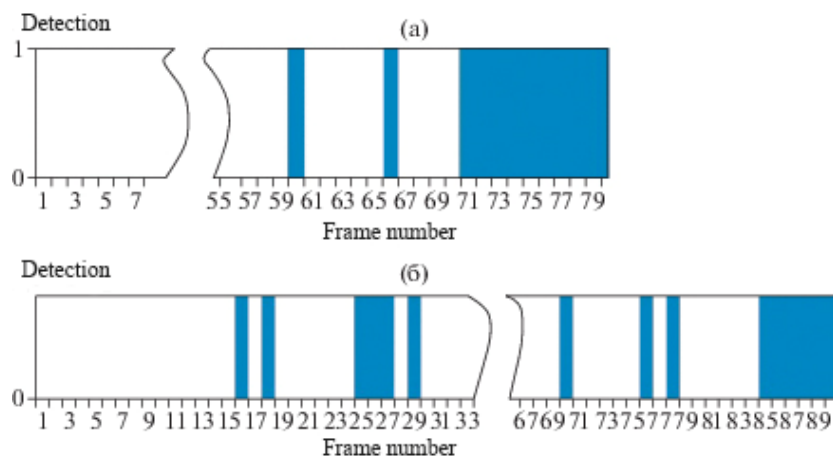 Detection
(а)
1
0
1 3 5 7 55 57 59 61 63 65 67 69 71 73 75 77 79
Frame number
Detection
(б)
0
1 3 5 7 9 11 13 15 17 19 21 23 25 27 29 31 33 67 69 71 73 75 77 79 81 83 85 87 89
Frame number